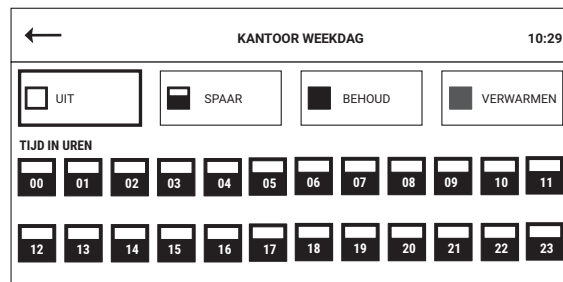 KANTOOR WEEKDAG 10:29
UIT SPAAR BEHOUD VERWARMEN
TIJD IN UREN
00 01 02 03 04 05 06 07 08 09 10 11
12 13 14 15 16 17 18 19 20 21 22 23